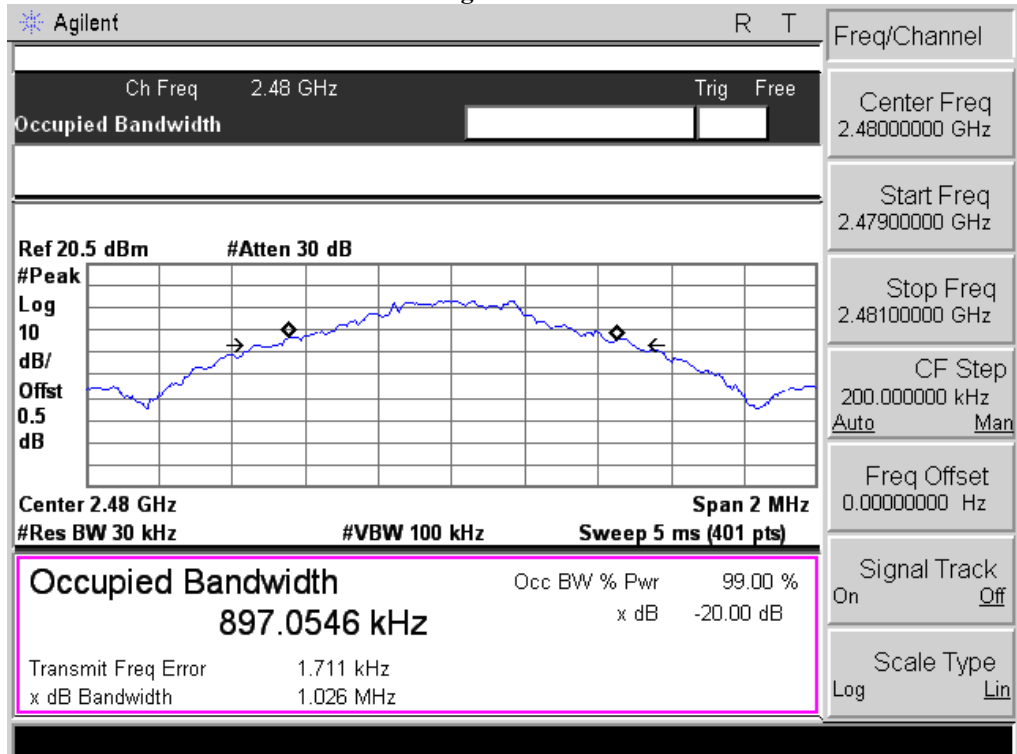 Agilent
R T
Freq/Channel
Ch Freq 2.48 GHz
Trig Free
Occupied Bandwidth
Center Freq
2.48000000 GHz
Start Freq
2.47900000 GHz
Ref 20.5 dBm #Atten 30 dB
#Peak
Log
10
dB/
Offst
0.5
dB
Stop Freq
2.48100000 GHz
CF Step
200.000000 kHz
Auto Man
Center 2.48 GHz Span 2 MHz
#Res BW 30 kHz #VBW 100 kHz Sweep 5 ms (401 pts)
Freq Offset
0.00000000 Hz
Occupied Bandwidth
897.0546 kHz
Occ BW % Pwr 99.00 %
x dB -20.00 dB
Transmit Freq Error 1.711 kHz
x dB Bandwidth 1.026 MHz
Signal Track
On Off
Scale Type
Log Lin